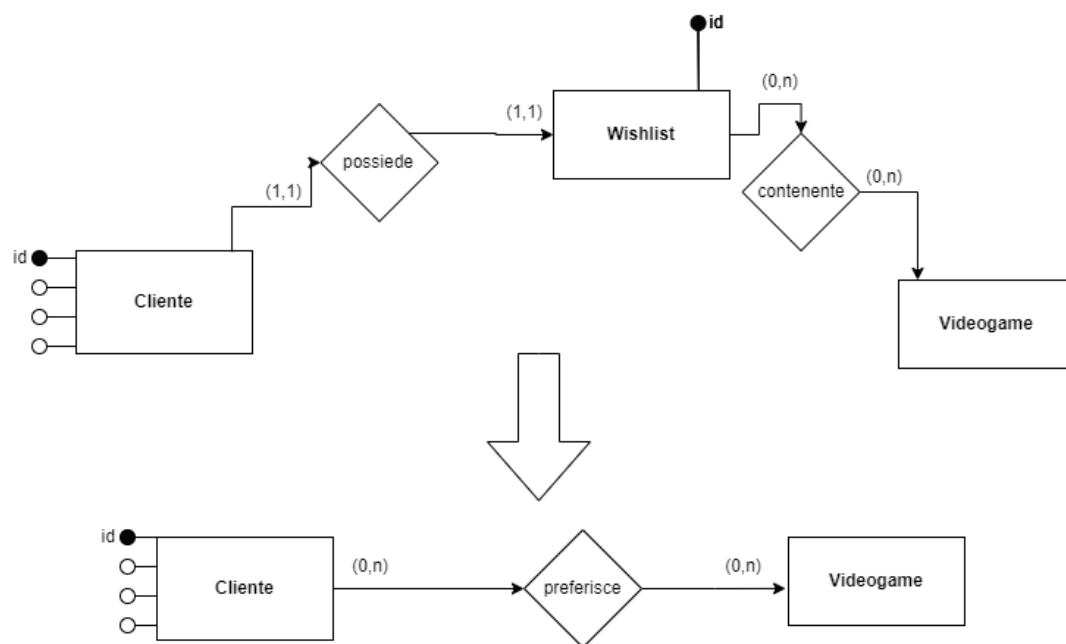 id
(0,n)
(1,1)
Wishlist
possiede
(1,1)
contenente
(0,n)
id
Cliente
Videogame
id
(0,n)
(0,n)
Cliente
preferisce
Videogame